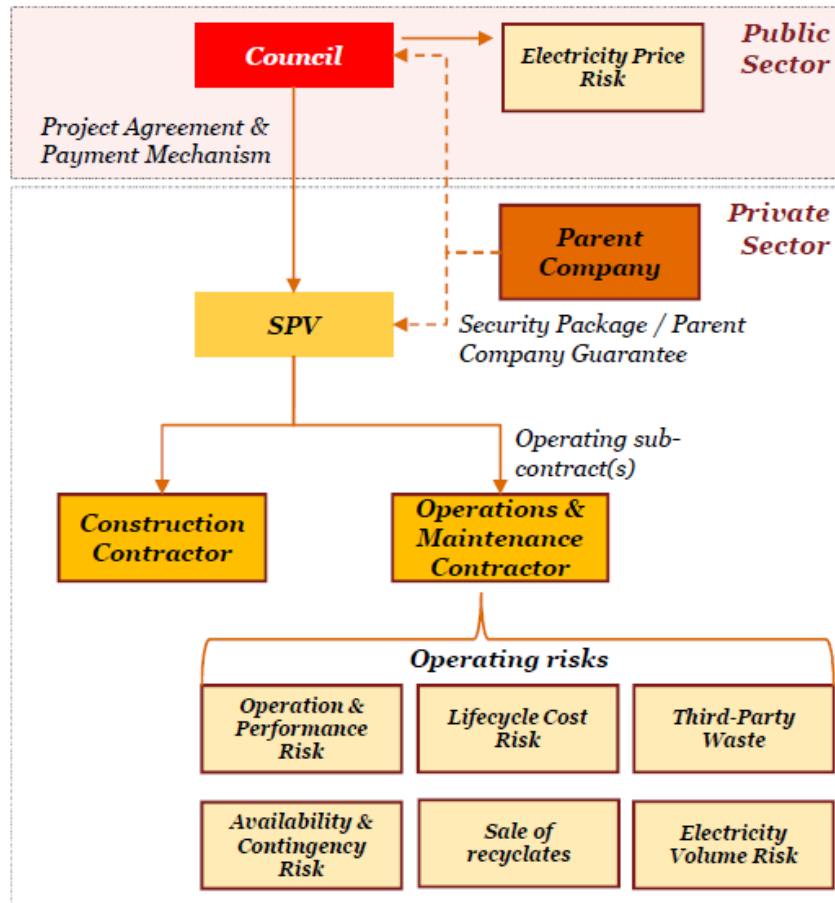 Council
Electricity Price
Risk
Public
Sector
Project Agreement &
Payment Mechanism
Private
Sector
Parent
Company
SPV
Security Package / Parent
Company Guarantee
Operating sub-
contract(s)
Construction
Contractor
Operations &
Maintenance
Contractor
Operating risks
Operation &
Performance
Risk
Lifecycle Cost
Risk
Third-Party
Waste
Availability &
Contingency
Risk
Sale of
recyclates
Electricity
Volume Risk